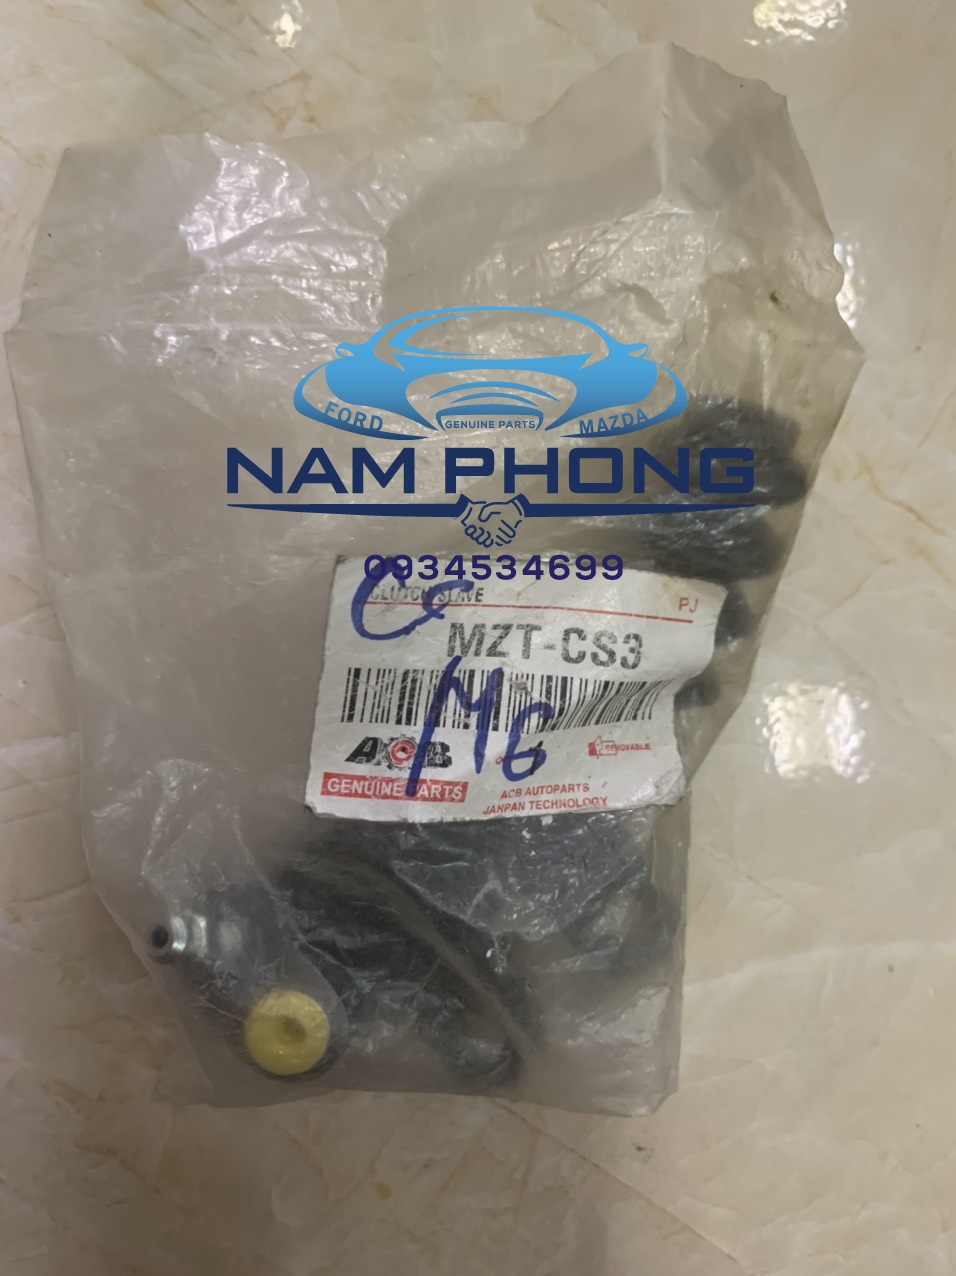 FORD GENUINE PARTS MAZDA
NAM PHONG
0934534699
CLUTCH SLAVE
PJ
MZT-CS3
M6
ACB
REMOVABLE
GENUINE PARTS
ACB AUTOPARTS
JANPAN TECHNOLOGY